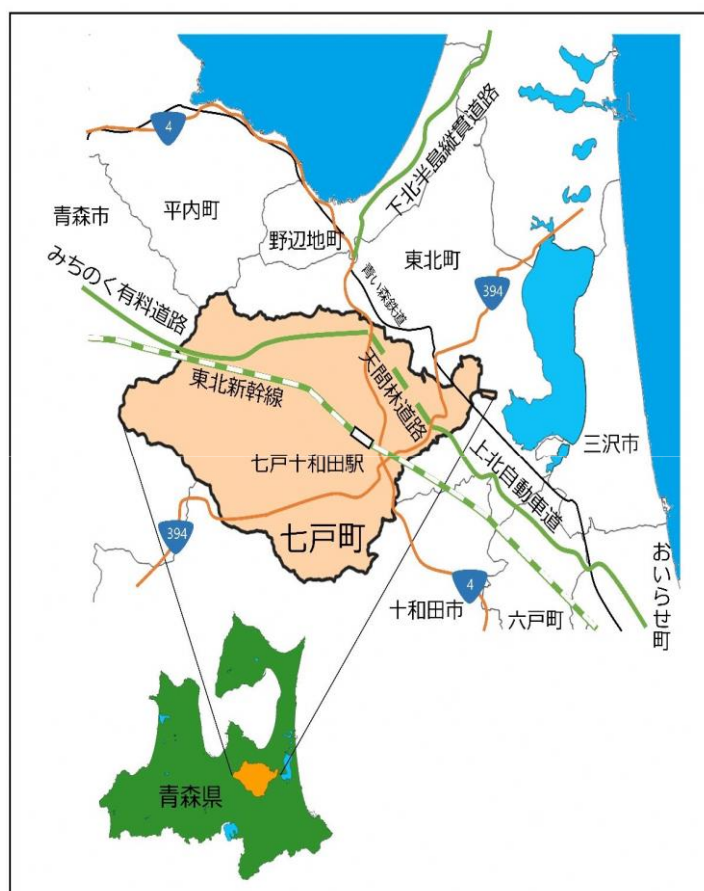 4
下北半島縦貫道路
平内町
青森市
野辺地町
東北町
みちのく有料道路
青い森鉄道
394
天間林道路
東北新幹線
三沢市
七戸十和田駅
上北自動車道
七戸町
394
おいらせ町
4
十和田市
六戸町
青森県